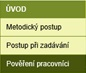 ÚVOD
Metodický postup
Postup při zadávání
Pověření pracovníci